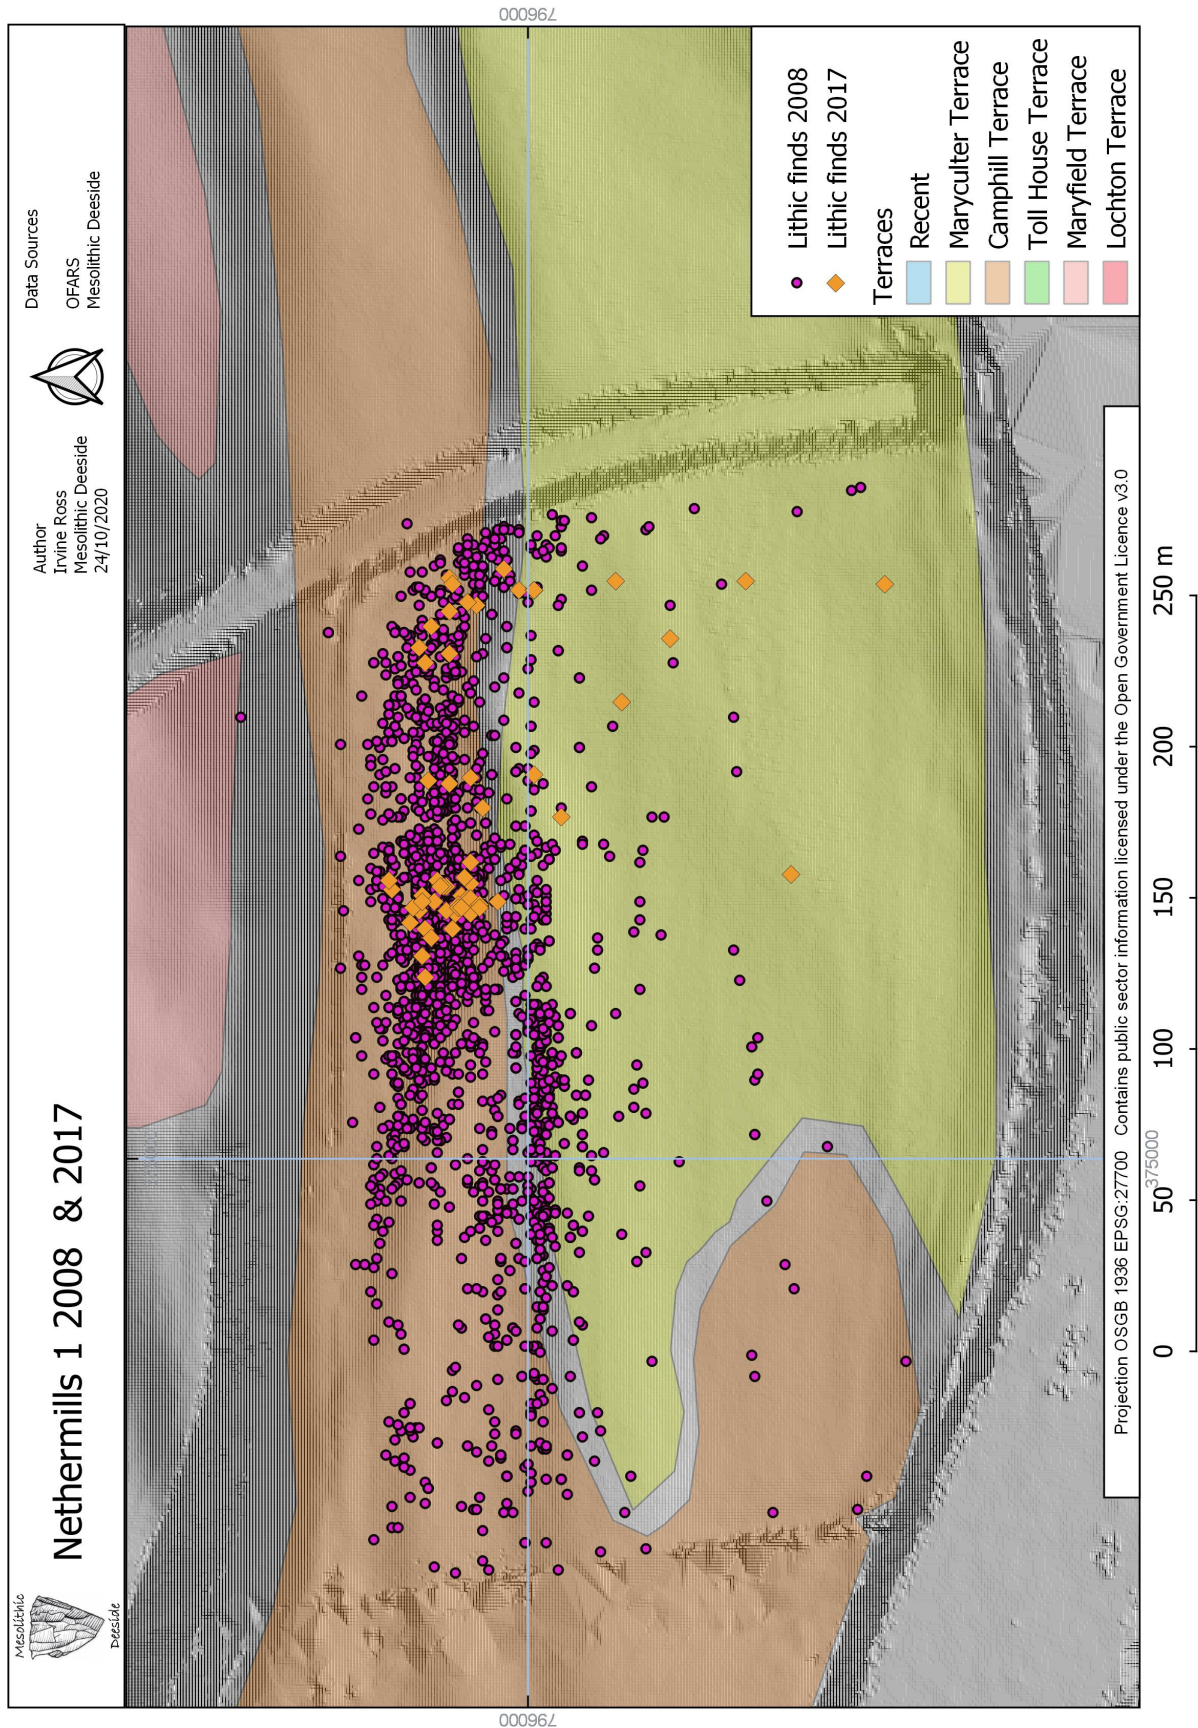 Mesolithic
Deeside
Nethermills 1 2008 & 2017
Author
Irvine Ross
Mesolithic Deeside
24/10/2020
Data Sources
OFARS
Mesolithic Deeside
796000
796000
375000
Lithic finds 2008
Lithic finds 2017
Terraces
Recent
Maryculter Terrace
Camphill Terrace
Toll House Terrace
Maryfield Terrace
Lochton Terrace
Projection OSGB 1936 EPSG:27700 Contains public sector information licensed under the Open Government Licence v3.0
0 50 100 150 200 250 m